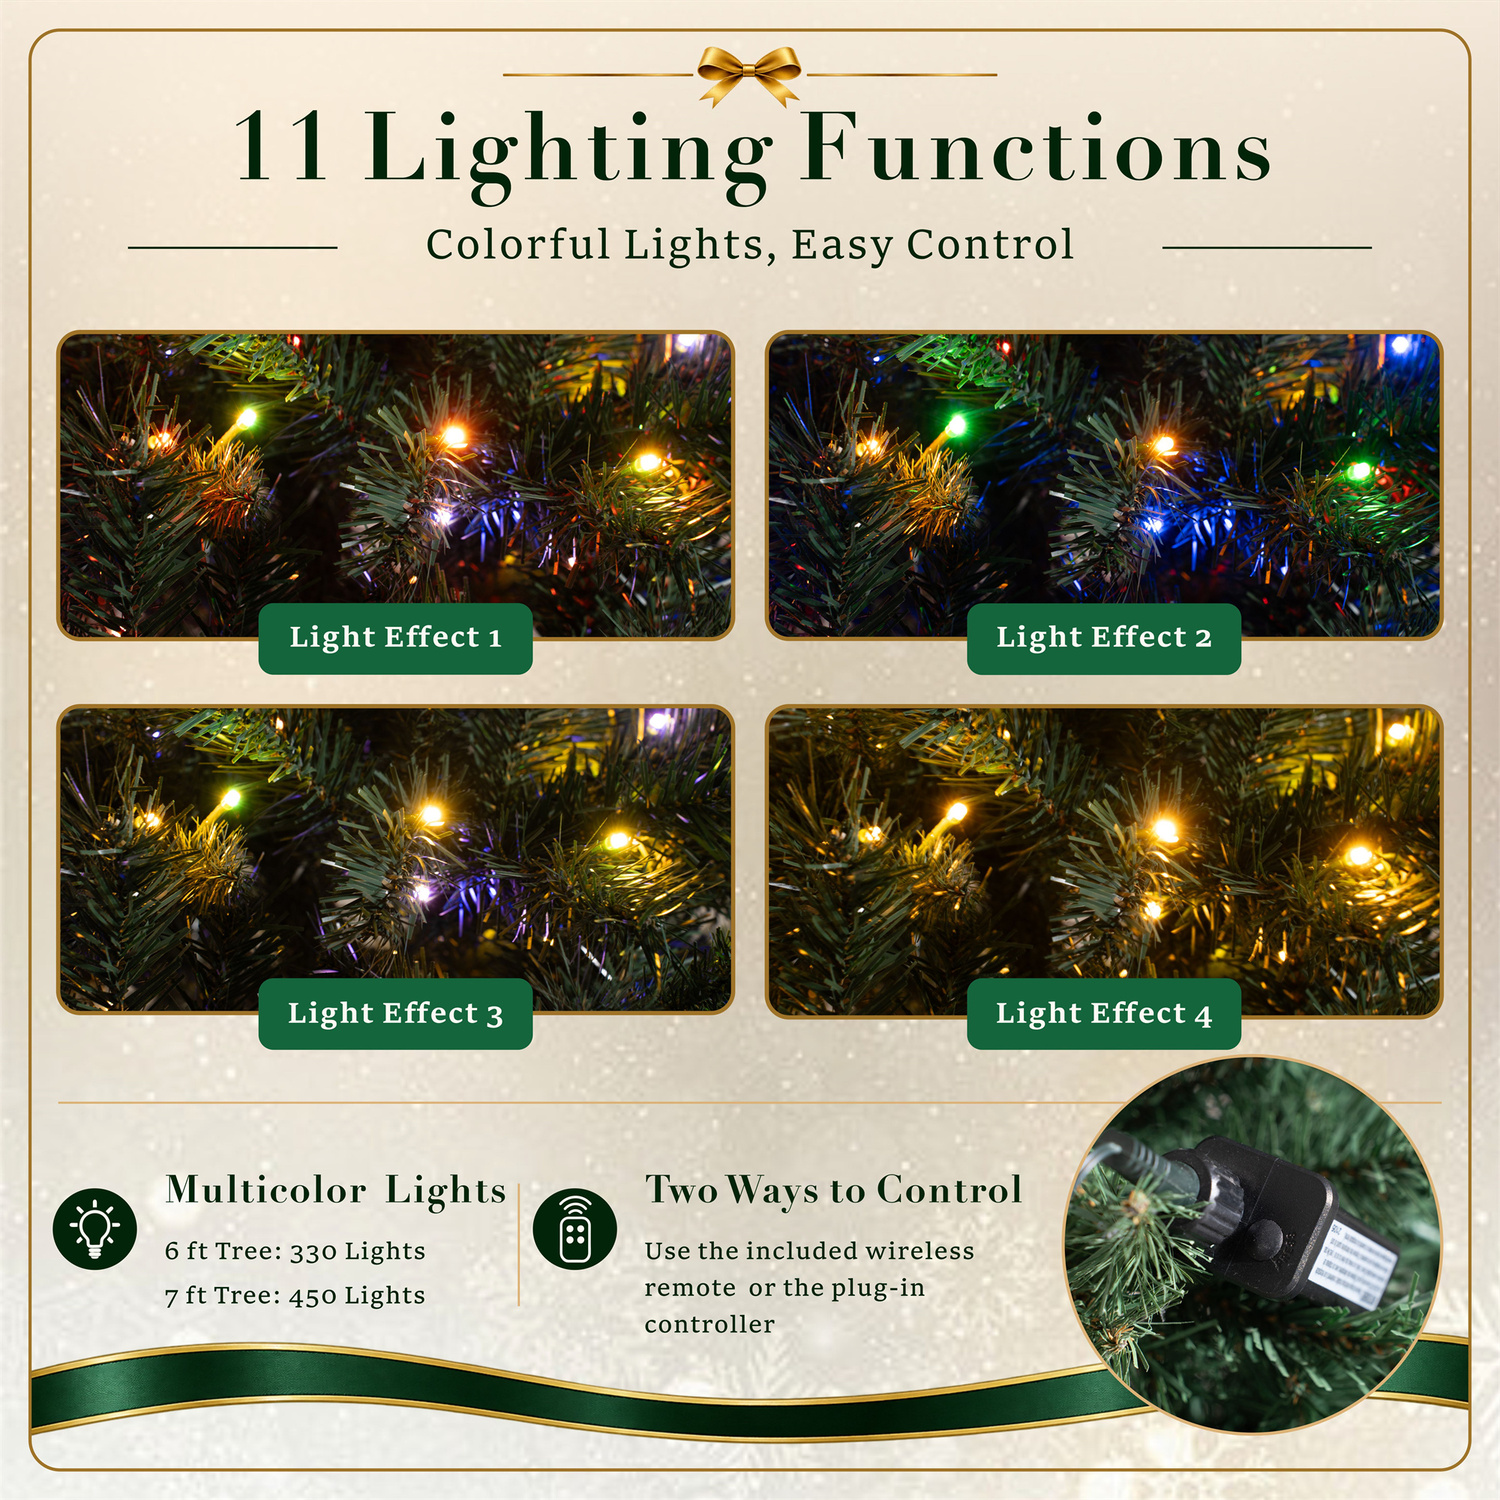 11 Lighting Functions
Colorful Lights, Easy Control
Light Effect 1
Light Effect 2
Light Effect 3
Light Effect 4
Multicolor Lights
6 ft Tree: 330 Lights
7 ft Tree: 450 Lights
Two Ways to Control
Use the included wireless
remote or the plug-in
controller